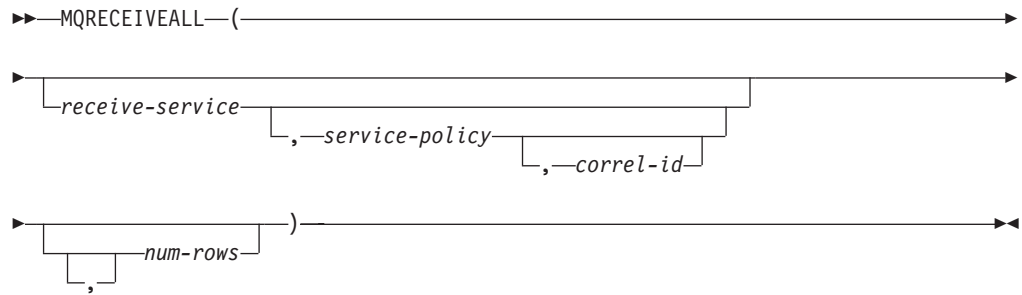 MQRECEIVEALL (
receive-service
, service-policy
, correl-id
)
num-rows
,